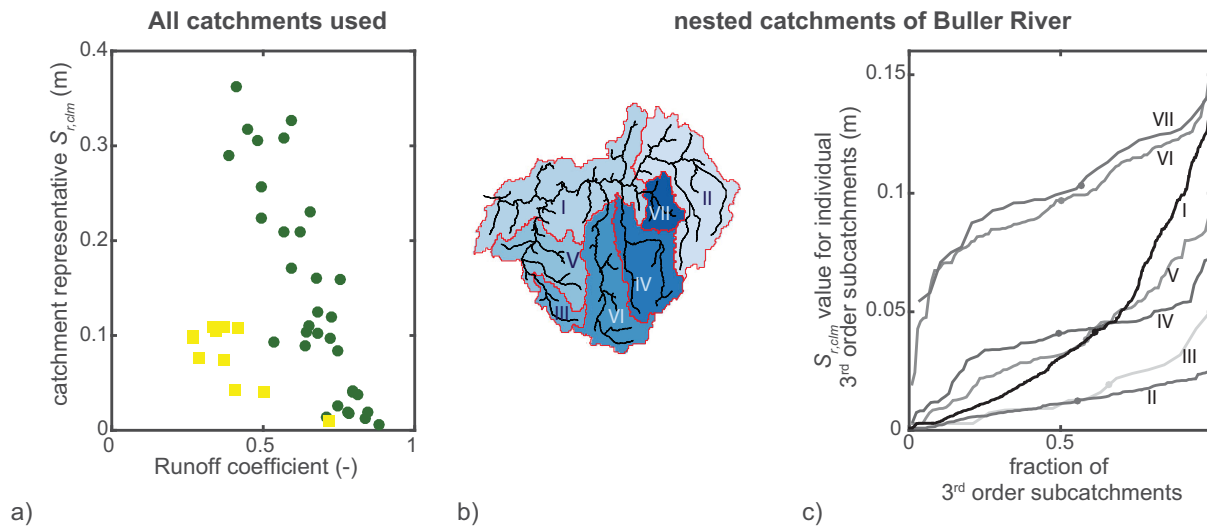 All catchments used
nested catchments of Buller River
catchment representative Sr,clm (m)
0.4
0.3
0.2
0.1
0
0
0.5
1
Runoff coefficient (-)
a)
I
II
VII
V
IV
III
VI
b)
Sr,clm value for individual
3rd order subcatchments (m)
0.15
0.1
0.05
0
VII
VI
I
V
IV
III
II
0
0.5
fraction of
3rd order subcatchments
c)